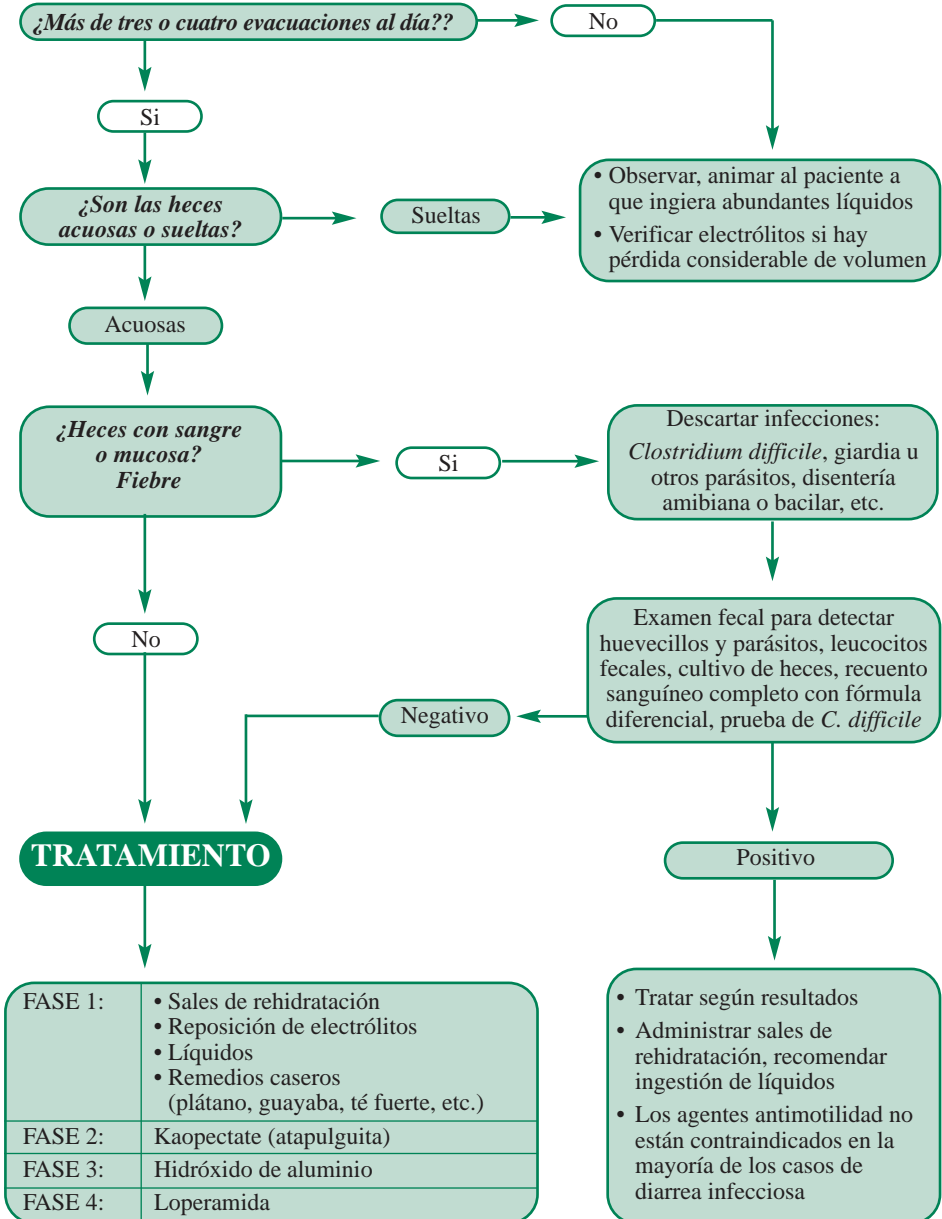 ¿Más de tres o cuatro evacuaciones al día??
No
Si
¿Son las heces
acuosas o sueltas?
Sueltas
• Observar, animar al paciente a
que ingiera abundantes líquidos
• Verificar electrólitos si hay
pérdida considerable de volumen
Acuosas
¿Heces con sangre
o mucosa?
Fiebre
Si
Descartar infecciones:
Clostridium difficile, giardia u
otros parásitos, disentería
amibiana o bacilar, etc.
No
Examen fecal para detectar
huevecillos y parásitos, leucocitos
fecales, cultivo de heces, recuento
sanguíneo completo con fórmula
diferencial, prueba de C. difficile
Negativo
TRATAMIENTO
Positivo
FASE 1:
• Sales de rehidratación
• Reposición de electrólitos
• Líquidos
• Remedios caseros
(plátano, guayaba, té fuerte, etc.)
FASE 2:
Kaopectate (atapulguita)
FASE 3:
Hidróxido de aluminio
FASE 4:
Loperamida
• Tratar según resultados
• Administrar sales de
rehidratación, recomendar
ingestión de líquidos
• Los agentes antimotilidad no
están contraindicados en la
mayoría de los casos de
diarrea infecciosa